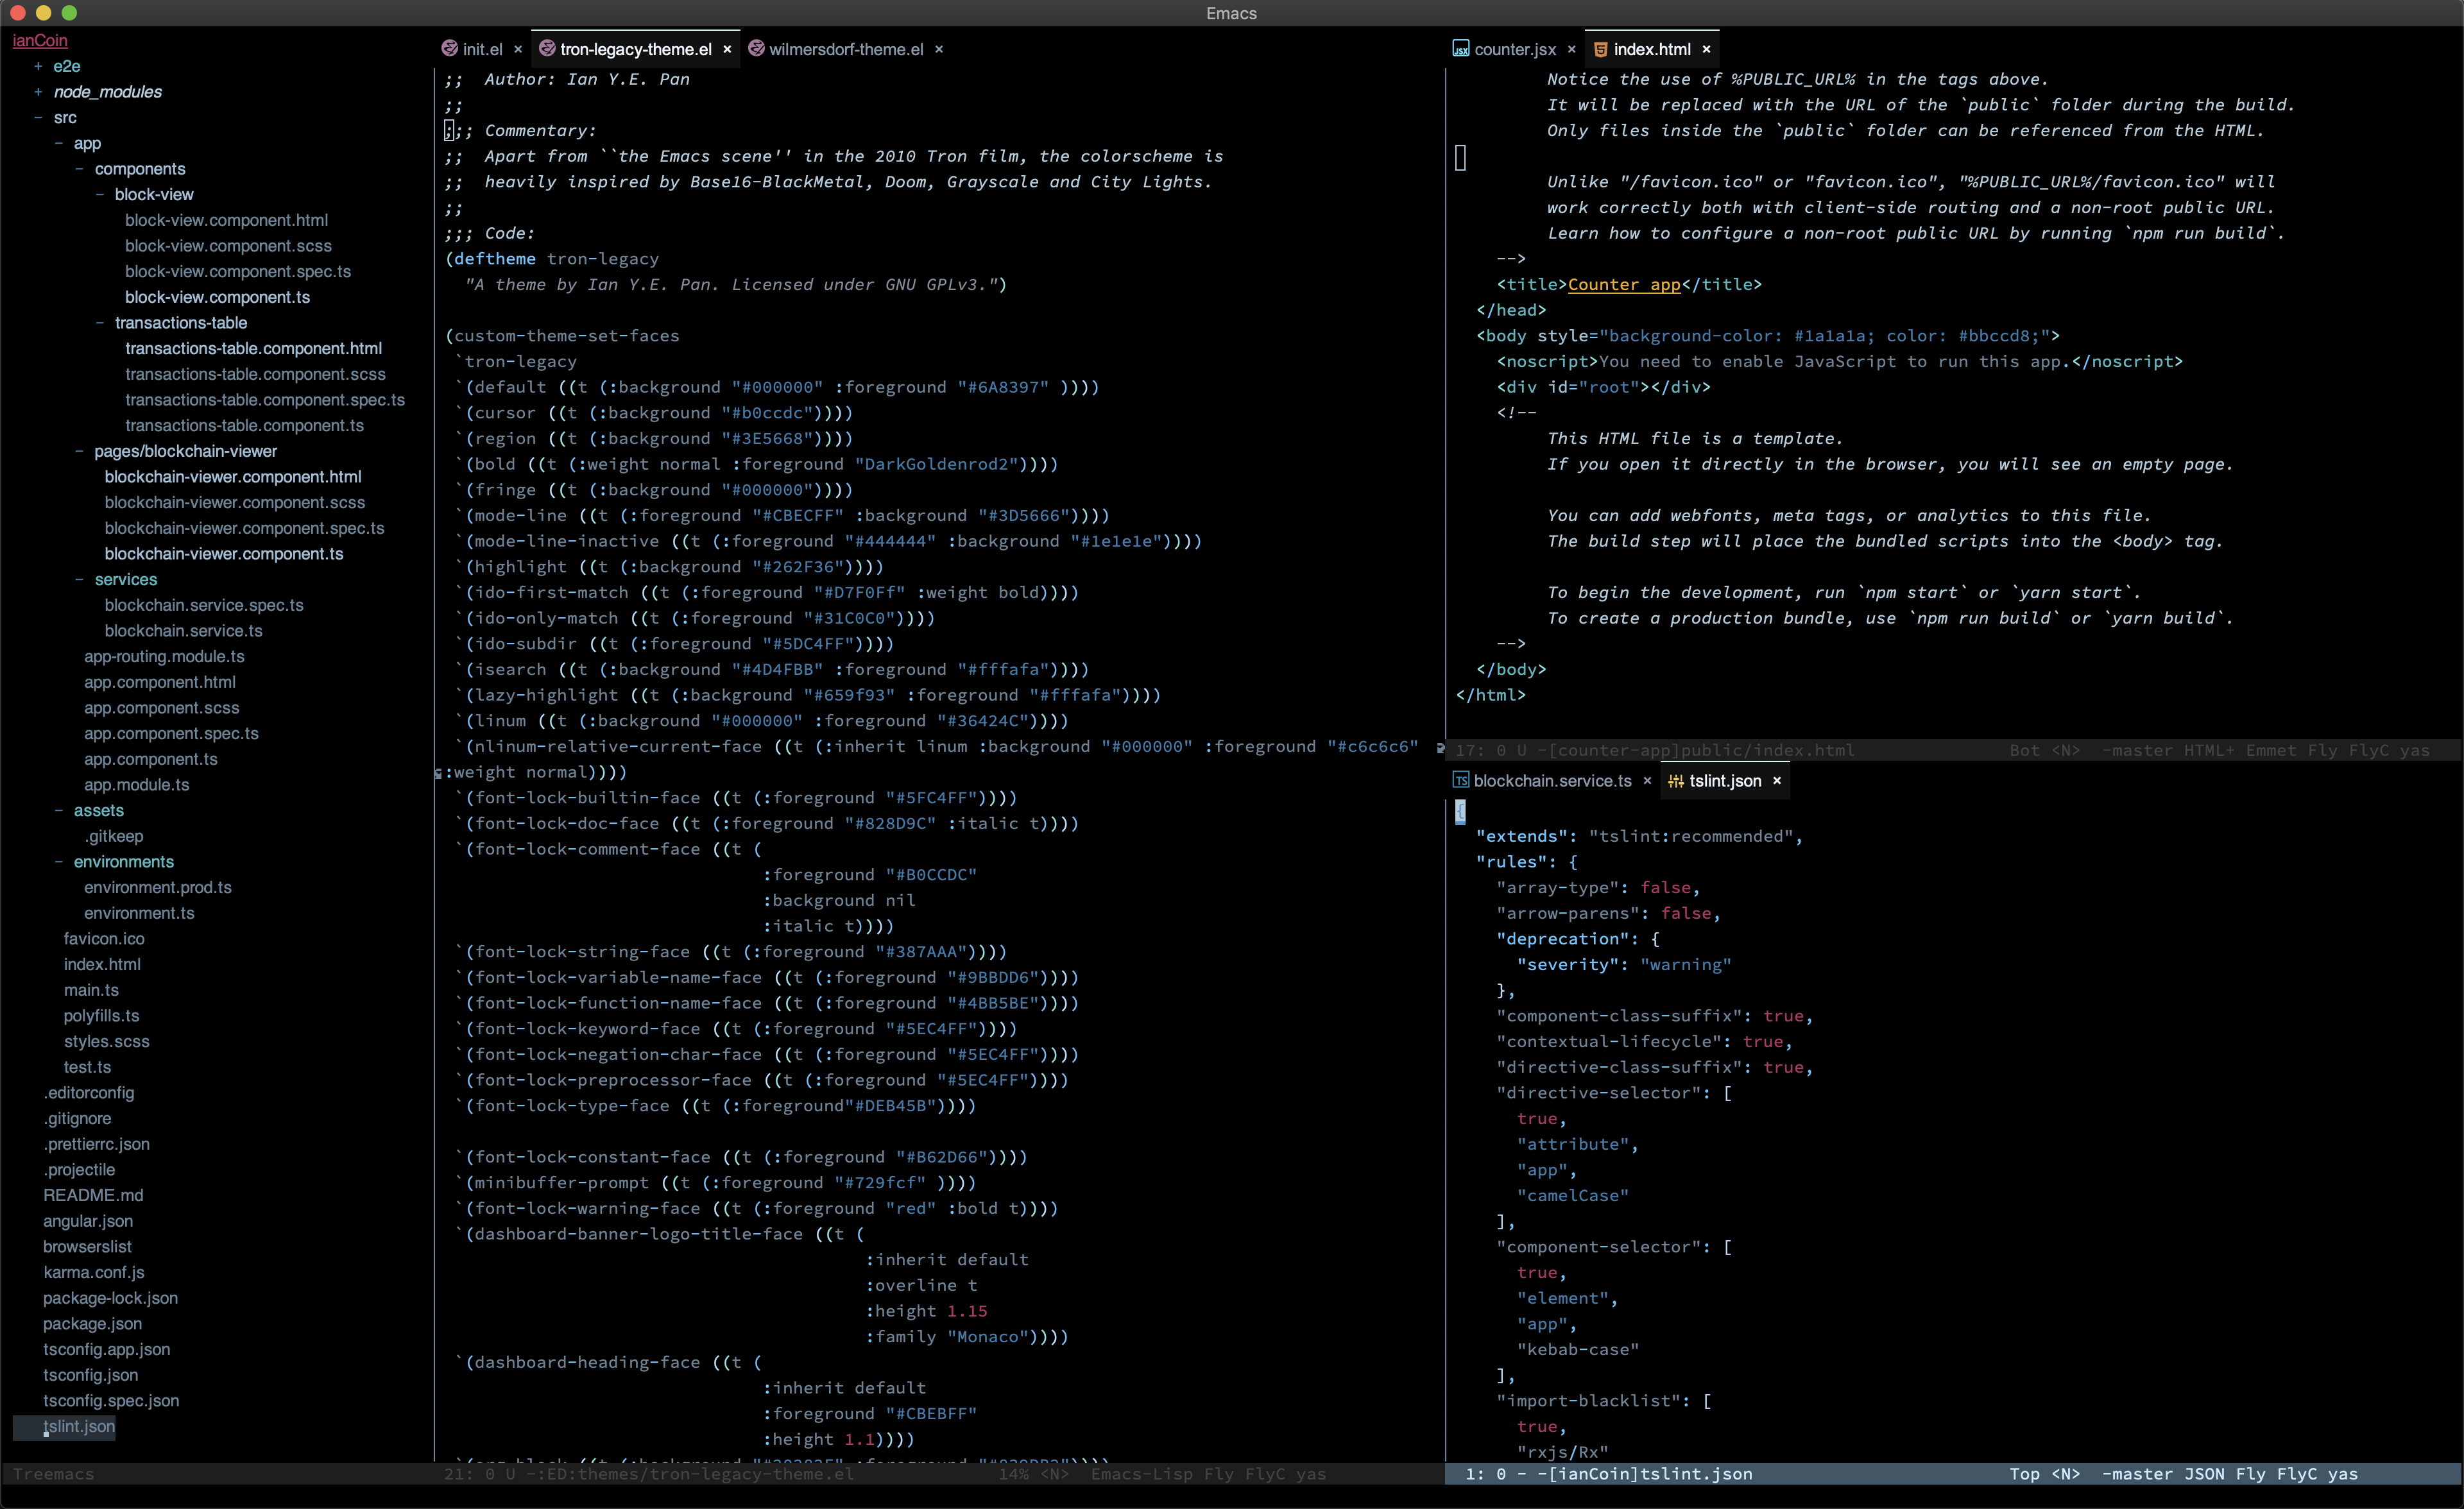 Emacs
ianCoin
+ e2e
+ node_modules
- src
- app
- components
- block-view
block-view.component.html
block-view.component.scss
block-view.component.spec.ts
block-view.component.ts
- transactions-table
transactions-table.component.html
transactions-table.component.scss
transactions-table.component.spec.ts
transactions-table.component.ts
- pages/blockchain-viewer
blockchain-viewer.component.html
blockchain-viewer.component.scss
blockchain-viewer.component.spec.ts
blockchain-viewer.component.ts
- services
blockchain.service.spec.ts
blockchain.service.ts
app-routing.module.ts
app.component.html
app.component.scss
app.component.spec.ts
app.component.ts
app.module.ts
- assets
.gitkeep
- environments
environment.prod.ts
environment.ts
favicon.ico
index.html
main.ts
polyfills.ts
styles.scss
test.ts
.editorconfig
.gitignore
.prettierrc.json
.projectile
README.md
angular.json
browserslist
karma.conf.js
package-lock.json
package.json
tsconfig.app.json
tsconfig.json
tsconfig.spec.json
tslint.json
Treemacs
init.el × tron-legacy-theme.el × wilmersdorf-theme.el ×
;;  Author: Ian Y.E. Pan
;;
;;; Commentary:
;;  Apart from ``the Emacs scene'' in the 2010 Tron film, the colorscheme is
;;  heavily inspired by Base16-BlackMetal, Doom, Grayscale and City Lights.
;;
;;; Code:
(deftheme tron-legacy
  "A theme by Ian Y.E. Pan. Licensed under GNU GPLv3.")
(custom-theme-set-faces
 `tron-legacy
 `(default ((t (:background "#000000" :foreground "#6A8397" ))))
 `(cursor ((t (:background "#b0ccdc"))))
 `(region ((t (:background "#3E5668"))))
 `(bold ((t (:weight normal :foreground "DarkGoldenrod2"))))
 `(fringe ((t (:background "#000000"))))
 `(mode-line ((t (:foreground "#CBECFF" :background "#3D5666"))))
 `(mode-line-inactive ((t (:foreground "#444444" :background "#1e1e1e"))))
 `(highlight ((t (:background "#262F36"))))
 `(ido-first-match ((t (:foreground "#D7F0Ff" :weight bold))))
 `(ido-only-match ((t (:foreground "#31C0C0"))))
 `(ido-subdir ((t (:foreground "#5DC4FF"))))
 `(isearch ((t (:background "#4D4FBB" :foreground "#fffafa"))))
 `(lazy-highlight ((t (:background "#659f93" :foreground "#fffafa"))))
 `(linum ((t (:background "#000000" :foreground "#36424C"))))
 `(nlinum-relative-current-face ((t (:inherit linum :background "#000000" :foreground "#c6c6c6"
:weight normal))))
 `(font-lock-builtin-face ((t (:foreground "#5FC4FF"))))
 `(font-lock-doc-face ((t (:foreground "#828D9C" :italic t))))
 `(font-lock-comment-face ((t (
:foreground "#B0CCDC"
:background nil
:italic t))))
 `(font-lock-string-face ((t (:foreground "#387AAA"))))
 `(font-lock-variable-name-face ((t (:foreground "#9BBDD6"))))
 `(font-lock-function-name-face ((t (:foreground "#4BB5BE"))))
 `(font-lock-keyword-face ((t (:foreground "#5EC4FF"))))
 `(font-lock-negation-char-face ((t (:foreground "#5EC4FF"))))
 `(font-lock-preprocessor-face ((t (:foreground "#5EC4FF"))))
 `(font-lock-type-face ((t (:foreground"#DEB45B"))))
 `(font-lock-constant-face ((t (:foreground "#B62D66"))))
 `(minibuffer-prompt ((t (:foreground "#729fcf" ))))
 `(font-lock-warning-face ((t (:foreground "red" :bold t))))
 `(dashboard-banner-logo-title-face ((t (
:inherit default
:overline t
:height 1.15
:family "Monaco"))))
 `(dashboard-heading-face ((t (
:inherit default
:foreground "#CBEBFF"
:height 1.1))))
21: 0 U -:ED:themes/tron-legacy-theme.el 14% <N> Emacs-Lisp Fly FlyC yas
JSX counter.jsx × index.html ×
Notice the use of %PUBLIC_URL% in the tags above.
It will be replaced with the URL of the `public` folder during the build.
Only files inside the `public` folder can be referenced from the HTML.
Unlike "/favicon.ico" or "favicon.ico", "%PUBLIC_URL%/favicon.ico" will
work correctly both with client-side routing and a non-root public URL.
Learn how to configure a non-root public URL by running `npm run build`.
-->
<title>Counter app</title>
</head>
<body style="background-color: #1a1a1a; color: #bbccd8;">
<noscript>You need to enable JavaScript to run this app.</noscript>
<div id="root"></div>
<!--
This HTML file is a template.
If you open it directly in the browser, you will see an empty page.
You can add webfonts, meta tags, or analytics to this file.
The build step will place the bundled scripts into the <body> tag.
To begin the development, run `npm start` or `yarn start`.
To create a production bundle, use `npm run build` or `yarn build`.
-->
</body>
</html>
17: 0 U -[counter-app]public/index.html Bot <N> -master HTML+ Emmet Fly FlyC yas
TS blockchain.service.ts × tslint.json ×
{
"extends": "tslint:recommended",
"rules": {
"array-type": false,
"arrow-parens": false,
"deprecation": {
"severity": "warning"
},
"component-class-suffix": true,
"contextual-lifecycle": true,
"directive-class-suffix": true,
"directive-selector": [
true,
"attribute",
"app",
"camelCase"
],
"component-selector": [
true,
"element",
"app",
"kebab-case"
],
"import-blacklist": [
true,
"rxjs/Rx"
1: 0 - -[ianCoin]tslint.json Top <N> -master JSON Fly FlyC yas